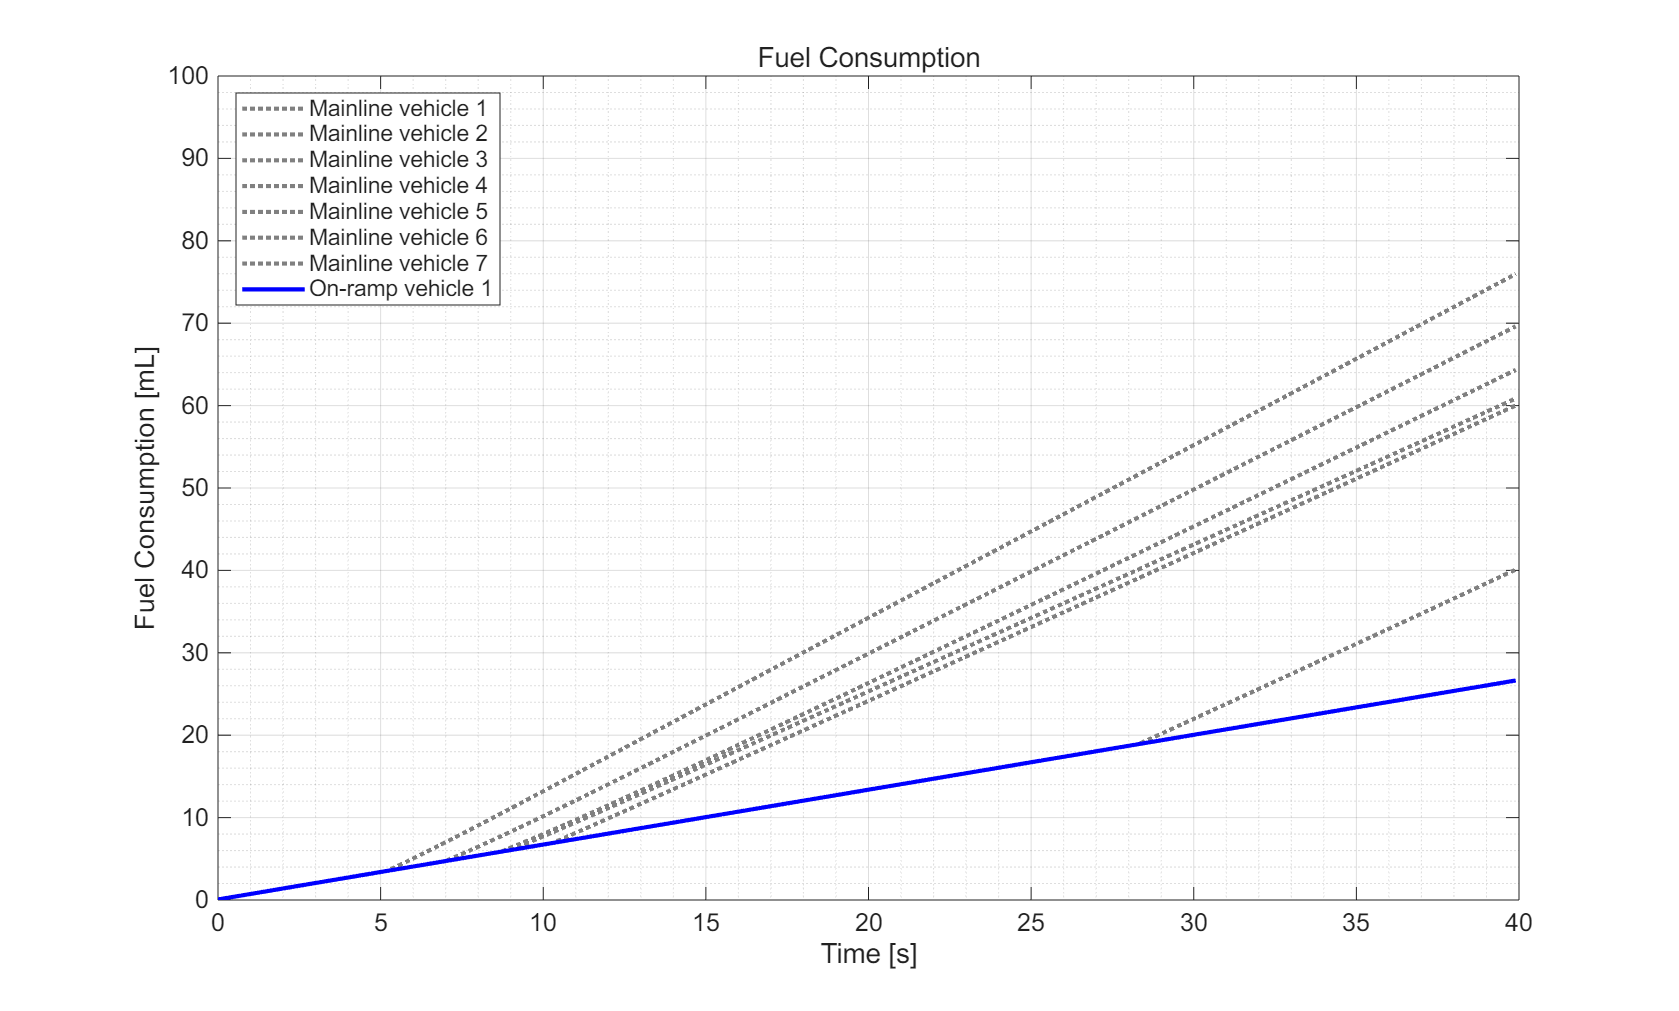 Fuel Consumption
100
90
80
70
60
50
40
30
20
10
0
Fuel Consumption [mL]
Mainline vehicle 1
Mainline vehicle 2
Mainline vehicle 3
Mainline vehicle 4
Mainline vehicle 5
Mainline vehicle 6
Mainline vehicle 7
On-ramp vehicle 1
0 5 10 15 20 25 30 35 40
Time [s]